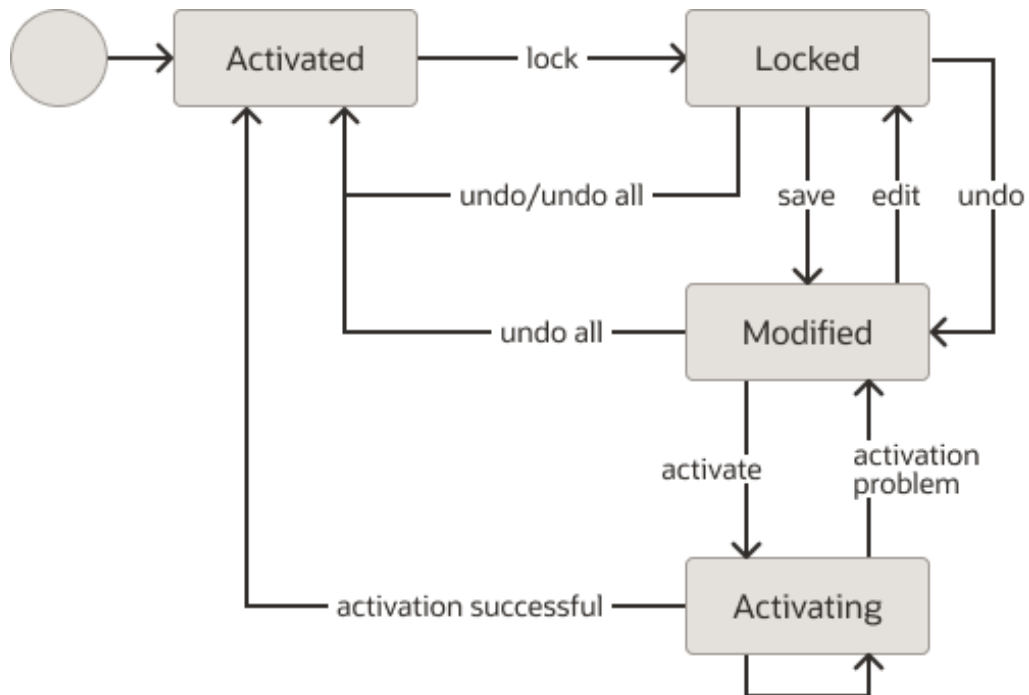 Activated
lock
Locked
undo/undo all
save
edit
undo
undo all
Modified
activate
activation
problem
activation successful
Activating